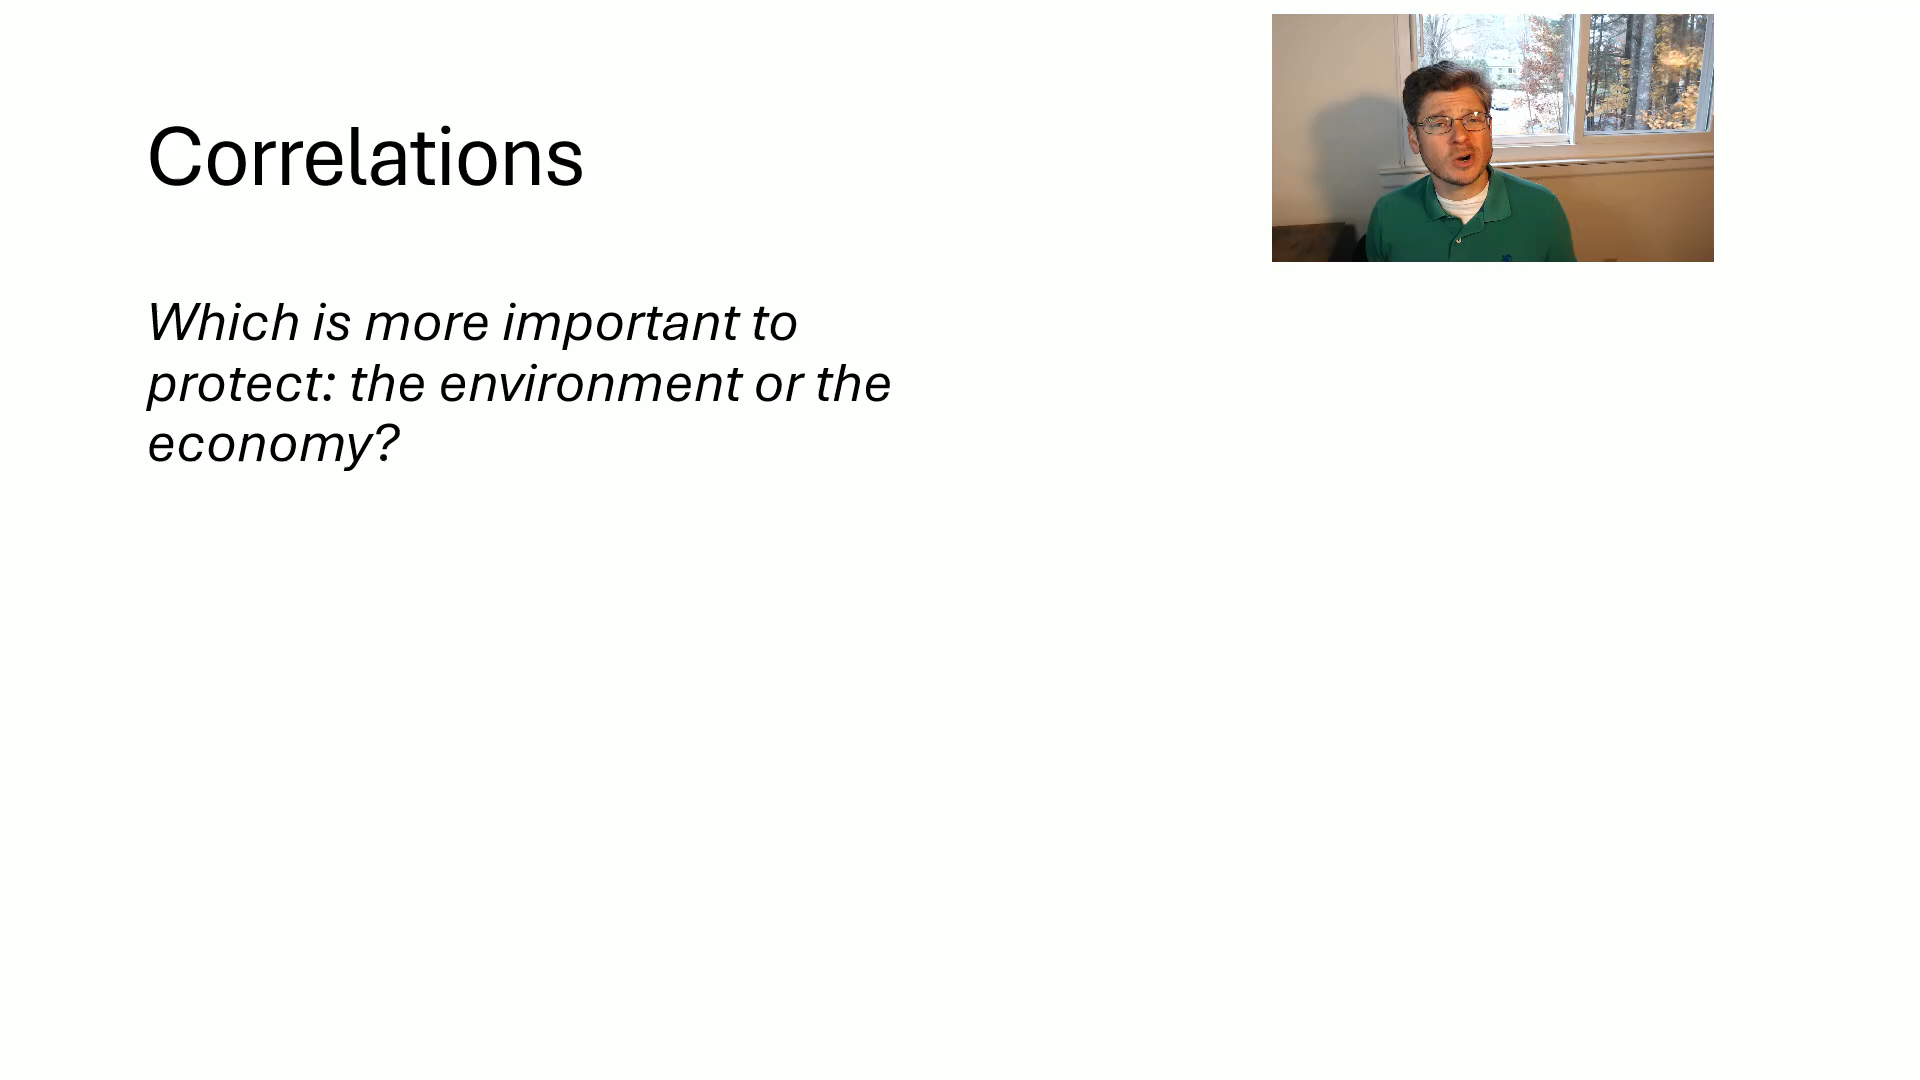 Correlations
Which is more important to
protect: the environment or the
economy?